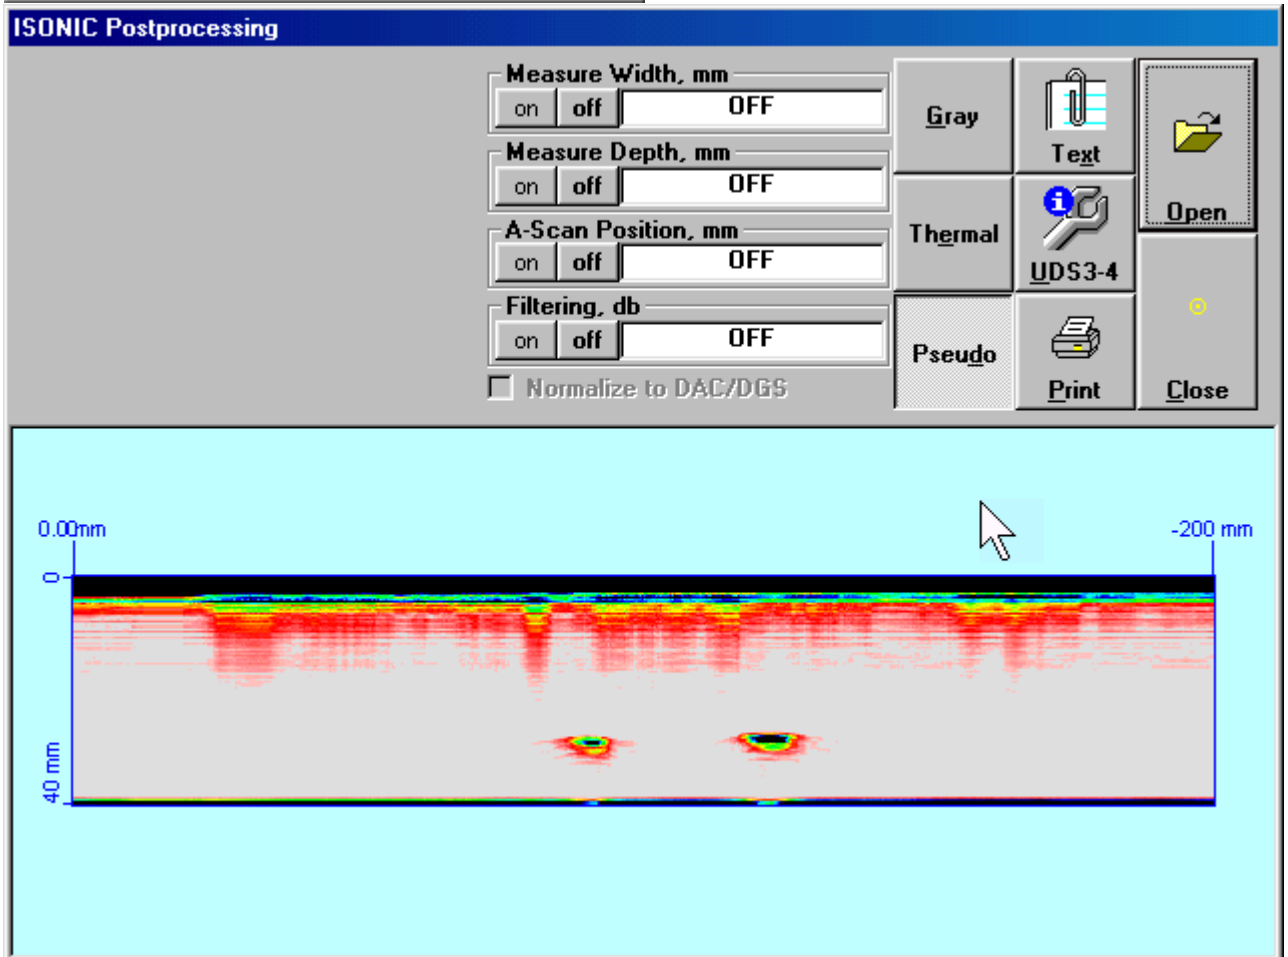 ISONIC Postprocessing
Measure Width, mm
on off OFF
Measure Depth, mm
on off OFF
A-Scan Position, mm
on off OFF
Filtering, db
on off OFF
Normalize to DAC/DGS
Gray
Thermal
Pseudo
Text
UDS3-4
Print
Open
Close
0.00mm
-200 mm
0
40 mm